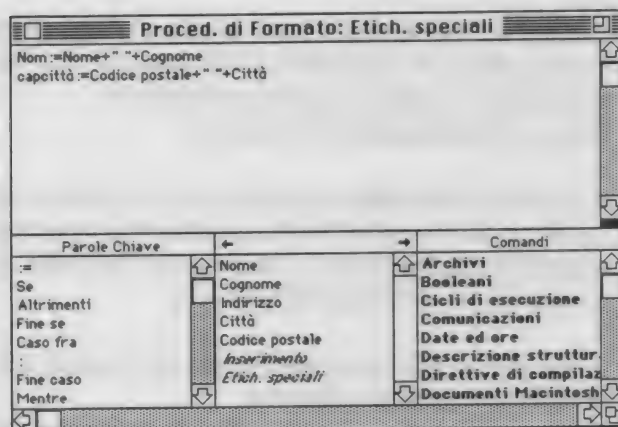 Proced. di Formato: Etich. speciali
Nom:=Nome+" "+Cognome
capcittà:=Codice postale+" "+Città
Parole Chiave
:=
Se
Altrimenti
Fine se
Caso fra
:
Fine caso
Mentre
← →
Nome
Cognome
Indirizzo
Città
Codice postale
Inserimento
Etich. speciali
Comandi
Archivi
Booleani
Cicli di esecuzione
Comunicazioni
Date ed ore
Descrizione struttur
Direttive di compilaz
Documenti Macintosh